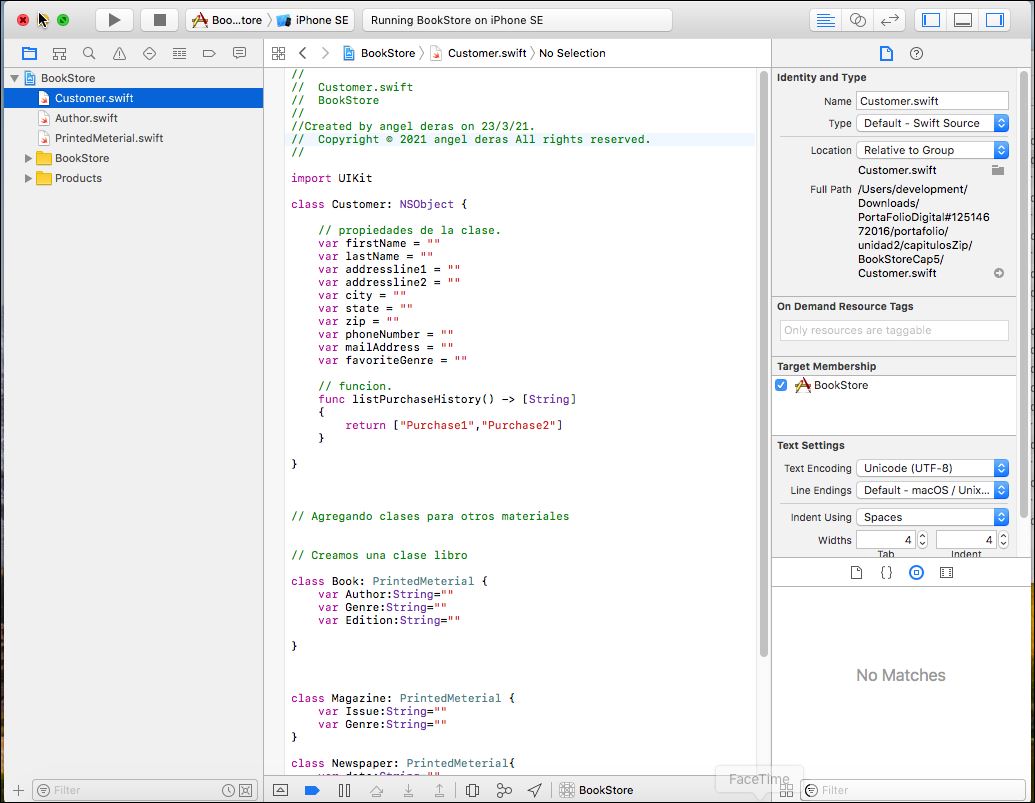 Boo...tore
iPhone SE
Running BookStore on iPhone SE
BookStore
Customer.swift
No Selection
BookStore
Customer.swift
Author.swift
PrintedMeterial.swift
BookStore
Products
//
//  Customer.swift
//  BookStore
//
//Created by angel deras on 23/3/21.
//  Copyright © 2021 angel deras All rights reserved.
//
import UIKit
class Customer: NSObject {
// propiedades de la clase.
var firstName = ""
var lastName = ""
var addressline1 = ""
var addressline2 = ""
var city = ""
var state = ""
var zip = ""
var phoneNumber = ""
var mailAddress = ""
var favoriteGenre = ""
// funcion.
func listPurchaseHistory() -> [String]
{
return ["Purchase1","Purchase2"]
}
}
// Agregando clases para otros materiales
// Creamos una clase libro
class Book: PrintedMeterial {
var Author:String=""
var Genre:String=""
var Edition:String=""
}
class Magazine: PrintedMeterial {
var Issue:String=""
var Genre:String=""
}
class Newspaper: PrintedMeterial{
var date:String=""
Identity and Type
Name Customer.swift
Type Default - Swift Source
Location Relative to Group
Customer.swift
Full Path /Users/development/
Downloads/
PortaFolioDigital#125146
72016/portafolio/
unidad2/capitulosZip/
BookStoreCap5/
Customer.swift
On Demand Resource Tags
Only resources are taggable
Target Membership
BookStore
Text Settings
Text Encoding Unicode (UTF-8)
Line Endings Default - macOS / Unix...
Indent Using Spaces
Widths 4 4
Tab Indent
{}
No Matches
Filter
BookStore
FaceTime
Filter